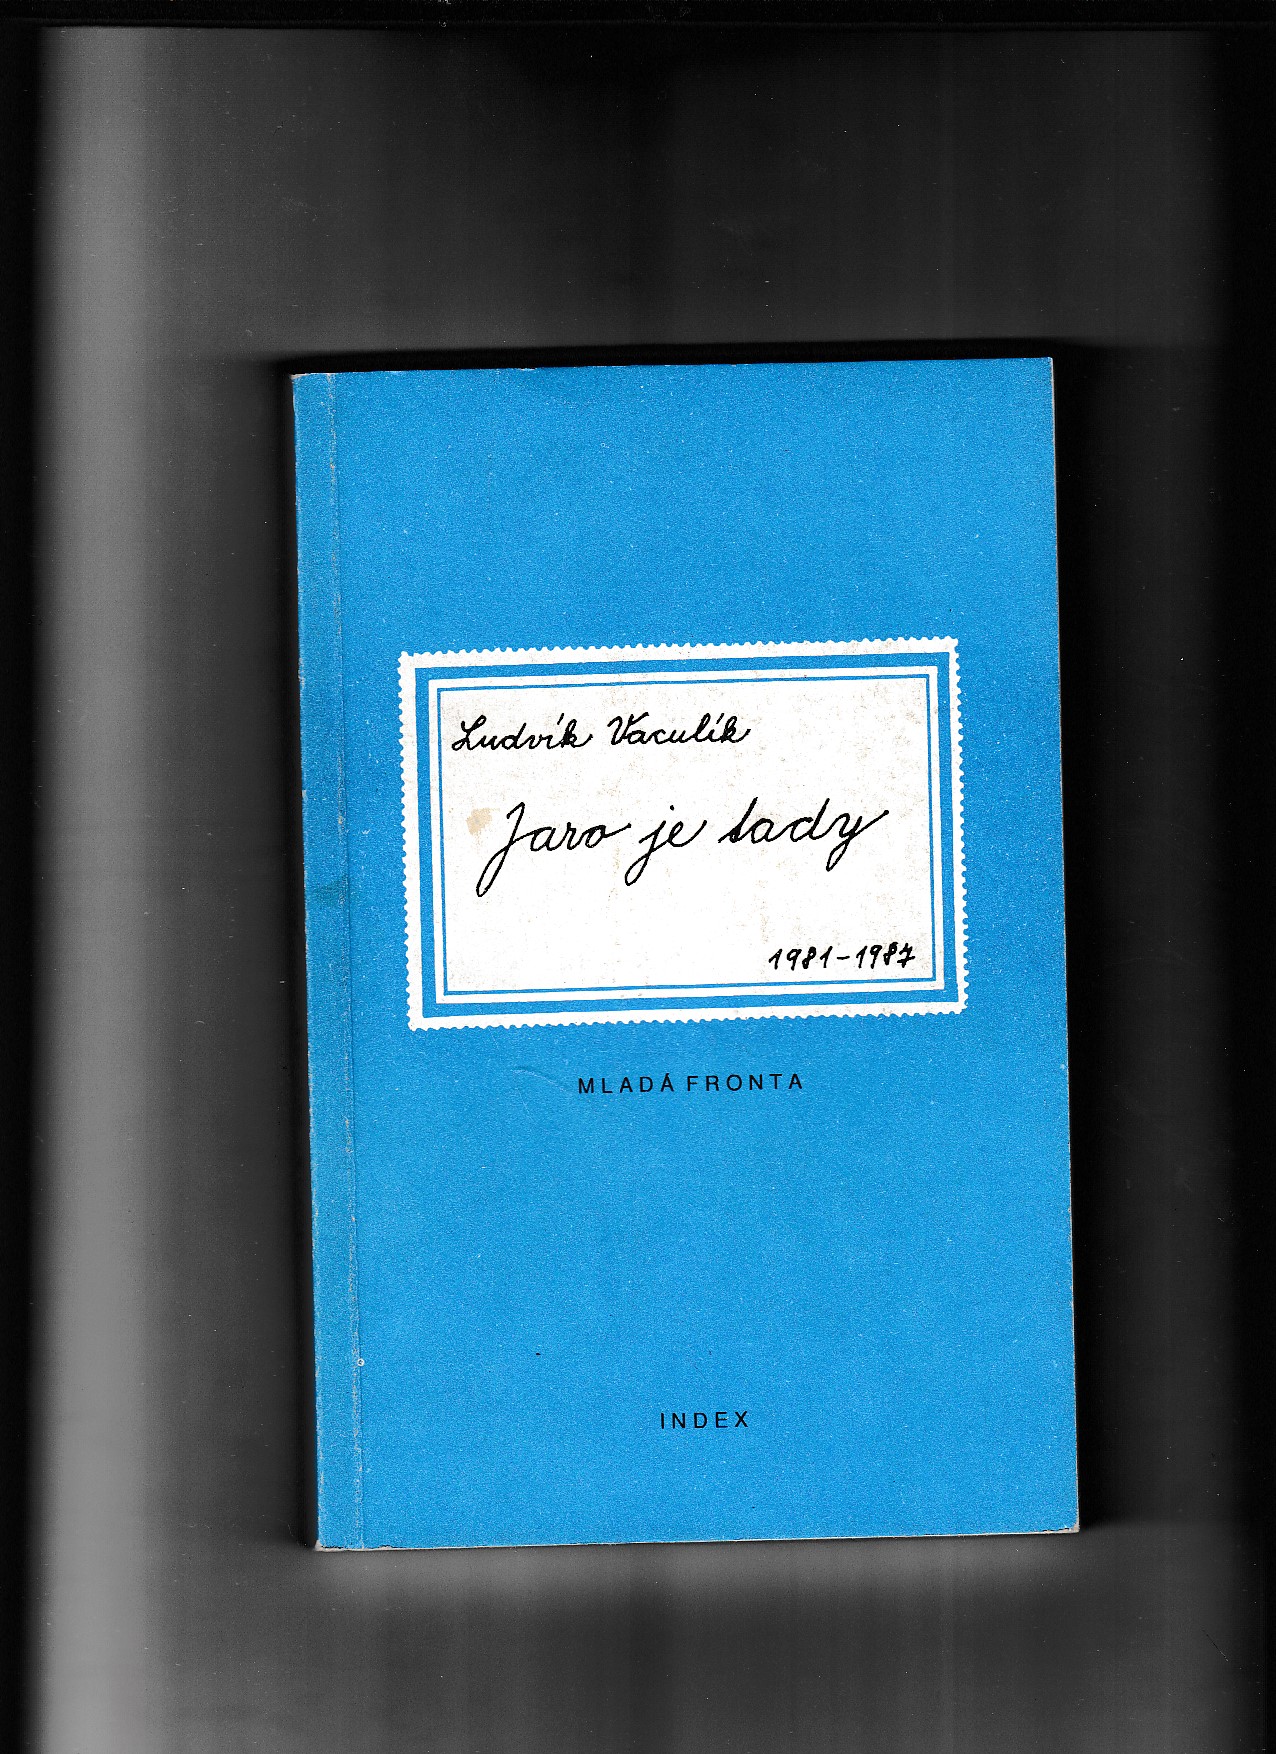 Ludvík Vaculík
Jaro je tady
1981-1987
MLADÁ FRONTA
INDEX